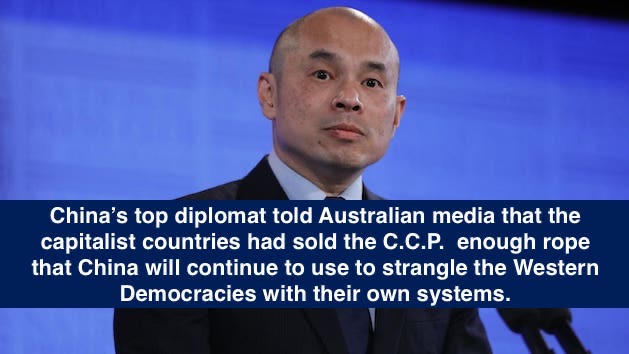 China’s top diplomat told Australian media that the
capitalist countries had sold the C.C.P.  enough rope
that China will continue to use to strangle the Western
Democracies with their own systems.